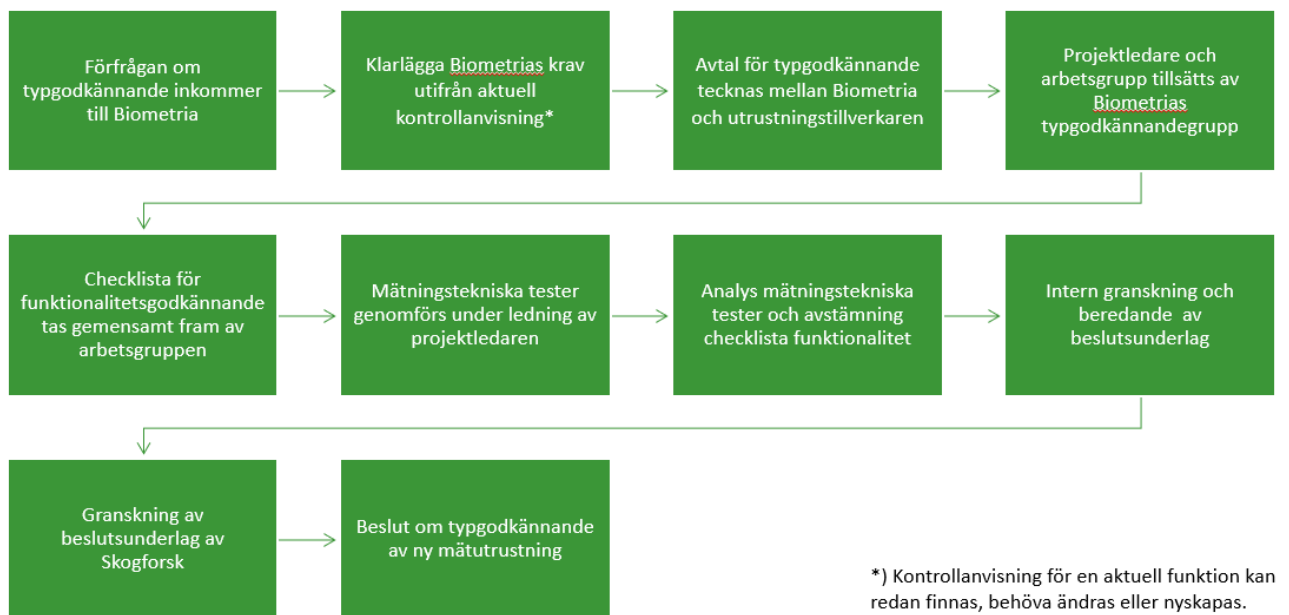 Förfrågan om
typgodkännande inkommer
till Biometria
Klarlägga Biometrias krav
utifrån aktuell
kontrollanvisning*
Avtal för typgodkännande
tecknas mellan Biometria
och utrustningstillverkaren
Projektledare och
arbetsgrupp tillsätts av
Biometrias
typgodkännandegrupp
Checklista för
funktionalitetsgodkännande
tas gemensamt fram av
arbetsgruppen
Mätningstekniska tester
genomförs under ledning av
projektledaren
Analys mätningstekniska
tester och avstämning
checklista funktionalitet
Intern granskning och
beredande av
beslutsunderlag
Granskning av
beslutsunderlag av
Skogforsk
Beslut om typgodkännande
av ny mätutrustning
*) Kontrollanvisning för en aktuell funktion kan
redan finnas, behöva ändras eller nyskapas.